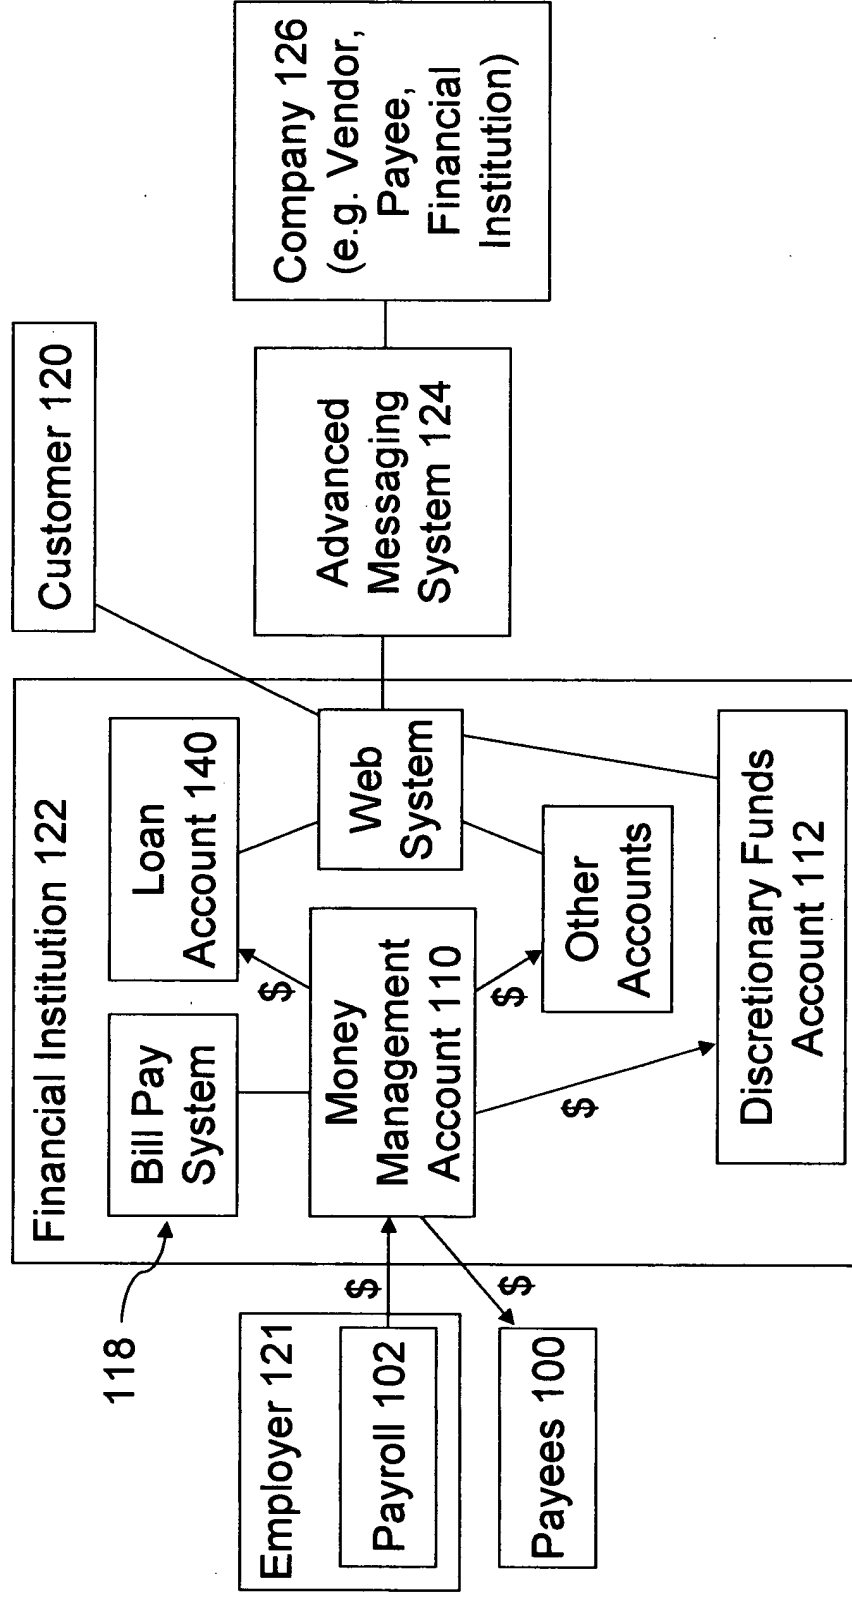 Financial Institution 122
Customer 120
Bill Pay
System
Loan
Account 140
118
Employer 121
Payroll 102
$
$
Money
Management
Account 110
Web
System
Advanced
Messaging
System 124
Company 126
(e.g. Vendor,
Payee,
Financial
Institution)
Payees 100
$
$
$
Other
Accounts
Discretionary Funds
Account 112